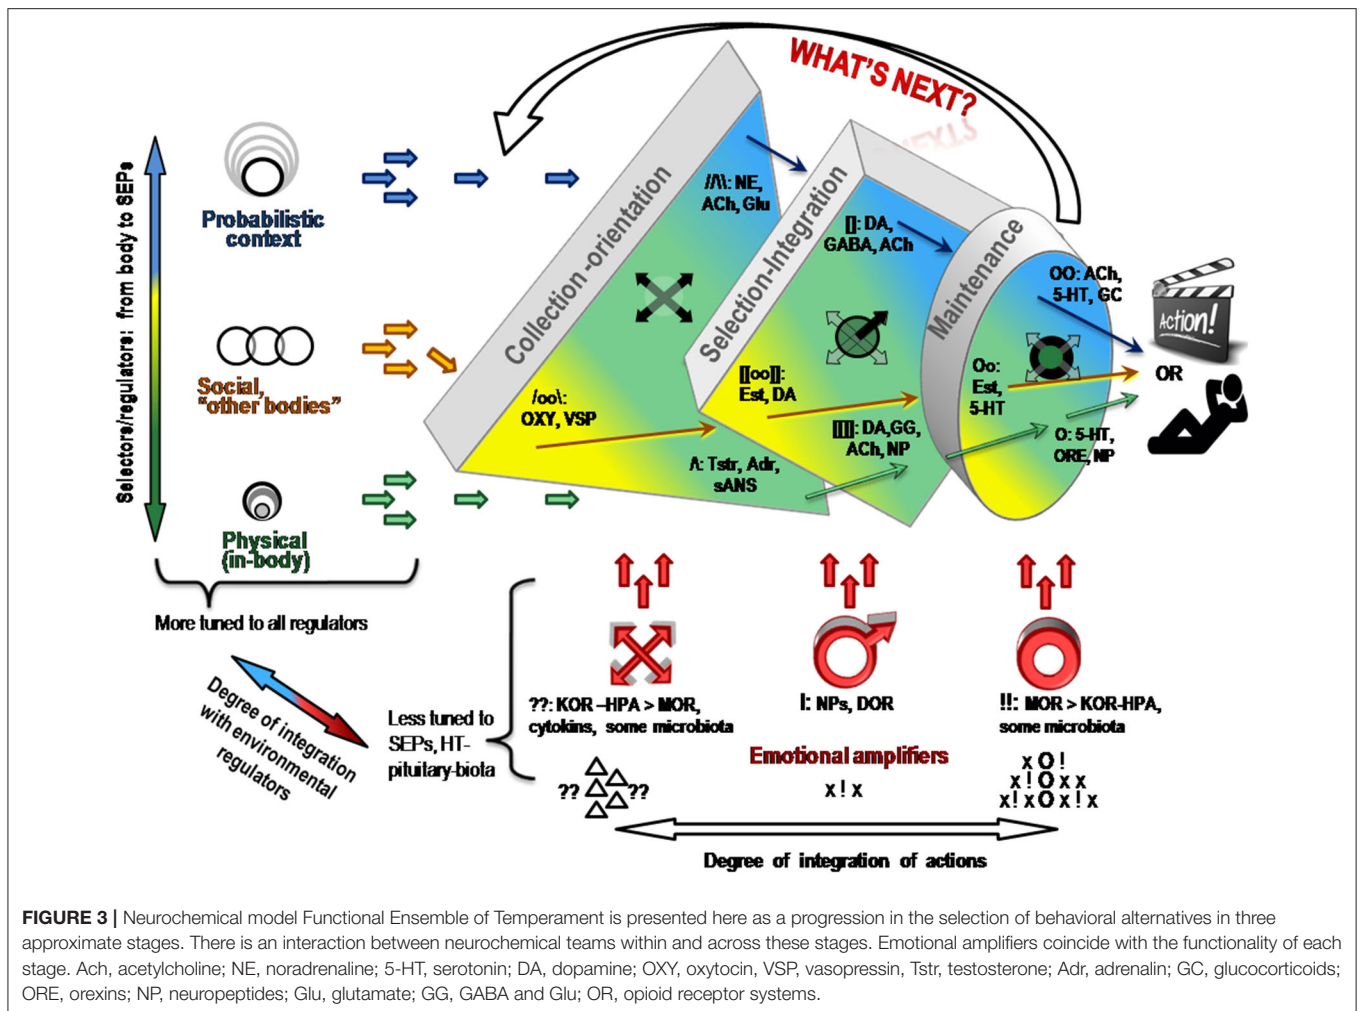 WHAT'S NEXT?
Selectors/regulators: from body to SEPs
Probabilistic
context
Social,
"other bodies"
Physical
(in-body)
Collection -orientation
//\\: NE,
ACh, Glu
/oo\:
OXY, VSP
/\: Tstr, Adr,
sANS
Selection-Integration
[]: DA,
GABA, ACh
[[oo]]:
Est, DA
[[]]: DA,GG,
ACh, NP
Maintenance
OO: ACh,
5-HT, GC
Oo:
Est,
5-HT
O: 5-HT,
ORE, NP
Action!
OR
More tuned to all regulators
Degree of integration
with environmental
regulators
Less tuned to
SEPs, HT-
pituitary-biota
??: KOR –HPA > MOR,
cytokins, some microbiota
!: NPs, DOR
!!: MOR > KOR-HPA,
some microbiota
Emotional amplifiers
?? ??
x ! x
x O !
x ! O x x
x ! x O x ! x
Degree of integration of actions
FIGURE 3 | Neurochemical model Functional Ensemble of Temperament is presented here as a progression in the selection of behavioral alternatives in three
approximate stages. There is an interaction between neurochemical teams within and across these stages. Emotional amplifiers coincide with the functionality of each
stage. Ach, acetylcholine; NE, noradrenaline; 5-HT, serotonin; DA, dopamine; OXY, oxytocin, VSP, vasopressin, Tstr, testosterone; Adr, adrenalin; GC, glucocorticoids;
ORE, orexins; NP, neuropeptides; Glu, glutamate; GG, GABA and Glu; OR, opioid receptor systems.